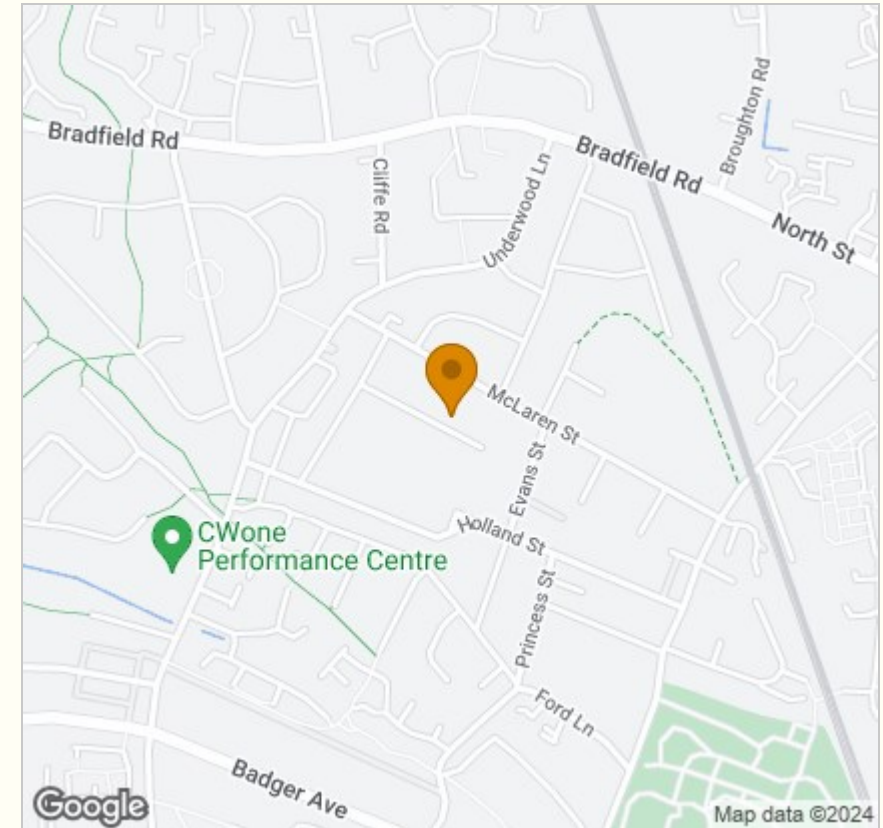 Bradfield Rd
Cliffe Rd
Underwood Ln
Bradfield Rd
Broughton Rd
North St
McLaren St
Evans St
Holland St
CWone
Performance Centre
Princess St
Ford Ln
Badger Ave
Google
Map data ©2024